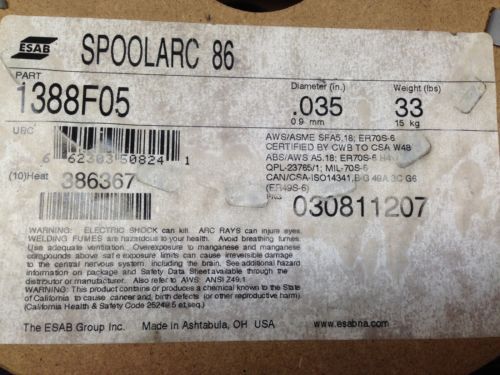 ESAB
SPOOLARC 86
PART
1388F05
Diameter (in.)
.035
0.9 mm
Weight (lbs)
33
15 kg
UPC
6 62303 50824 1
(10)Heat
386367
AWS/ASME SFA5.18; ER70S-6
CERTIFIED BY CWB TO CSA W48
ABS/AWS A5.18; ER70S-6
QPL-23765/1; MIL-70S-6
CAN/CSA-ISO14341 B-G 49A 3C G6
(ER49S-6)
030811207
WARNING: ELECTRIC SHOCK can kill. ARC RAYS can injure eyes.
WELDING FUMES are hazardous to your health. Avoid breathing fumes.
Use adequate ventilation. Overexposure to manganese and manganese
compounds above safe exposure limits can cause irreversible damage
to the central nervous system, including the brain. See additional hazard
information on package and Safety Data Sheet available through the
distributor or manufacturer. Also refer to AWS: ANSI Z49.1
WARNING: This product contains or produces a chemical known to the State
of California to cause cancer and birth defects (or other reproductive harm)
(California Health & Safety Code 25249.5 et seq.)
The ESAB Group Inc. Made in Ashtabula, OH USA www.esabna.com